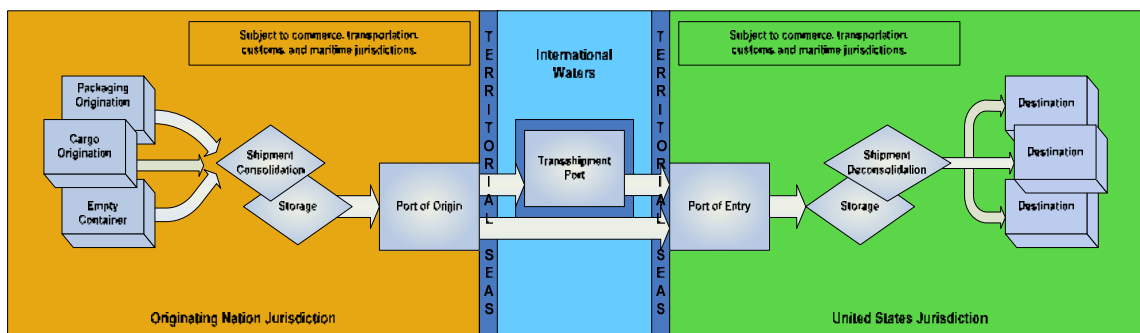 Subject to commerce, transportation,
customs, and maritime jurisdictions.
Packaging
Origination
Cargo
Origination
Empty
Container
Shipment
Consolidation
Storage
Port of Origin
Originating Nation Jurisdiction
TERRITORIAL SEAS
International
Waters
Transshipment
Port
TERRITORIAL SEAS
Subject to commerce, transportation,
customs, and maritime jurisdictions.
Port of Entry
Shipment
Deconsolidation
Storage
Destination
Destination
Destination
United States Jurisdiction